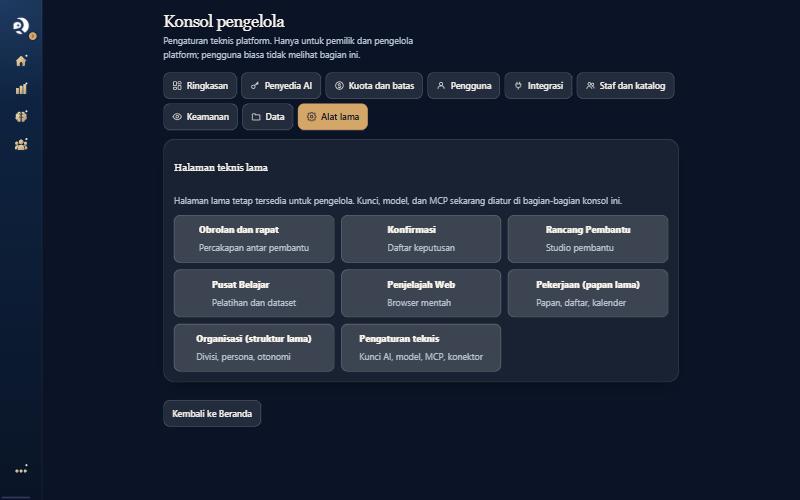 Konsol pengelola
Pengaturan teknis platform. Hanya untuk pemilik dan pengelola
platform; pengguna biasa tidak melihat bagian ini.
Ringkasan
Penyedia AI
Kuota dan batas
Pengguna
Integrasi
Staf dan katalog
Keamanan
Data
Alat lama
Halaman teknis lama
Halaman lama tetap tersedia untuk pengelola. Kunci, model, dan MCP sekarang diatur di bagian-bagian konsol ini.
Obrolan dan rapat
Percakapan antar pembantu
Konfirmasi
Daftar keputusan
Rancang Pembantu
Studio pembantu
Pusat Belajar
Pelatihan dan dataset
Penjelajah Web
Browser mentah
Pekerjaan (papan lama)
Papan, daftar, kalender
Organisasi (struktur lama)
Divisi, persona, otonomi
Pengaturan teknis
Kunci AI, model, MCP, konektor
Kembali ke Beranda